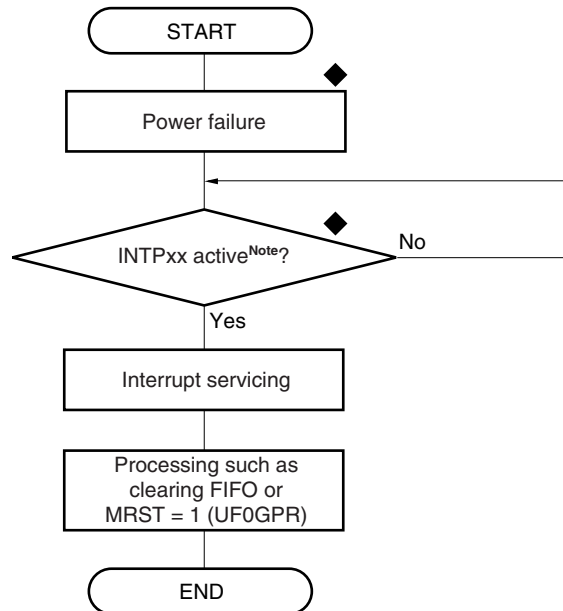 START
Power failure
INTPxx active^Note?
No
Yes
Interrupt servicing
Processing such as
clearing FIFO or
MRST = 1 (UF0GPR)
END